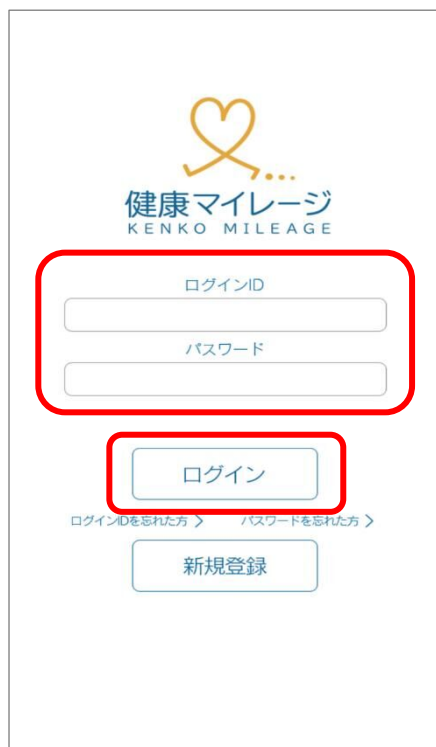 健康マイレージ
KENKO MILEAGE
ログインID
パスワード
ログイン
ログインIDを忘れた方 > パスワードを忘れた方 >
新規登録